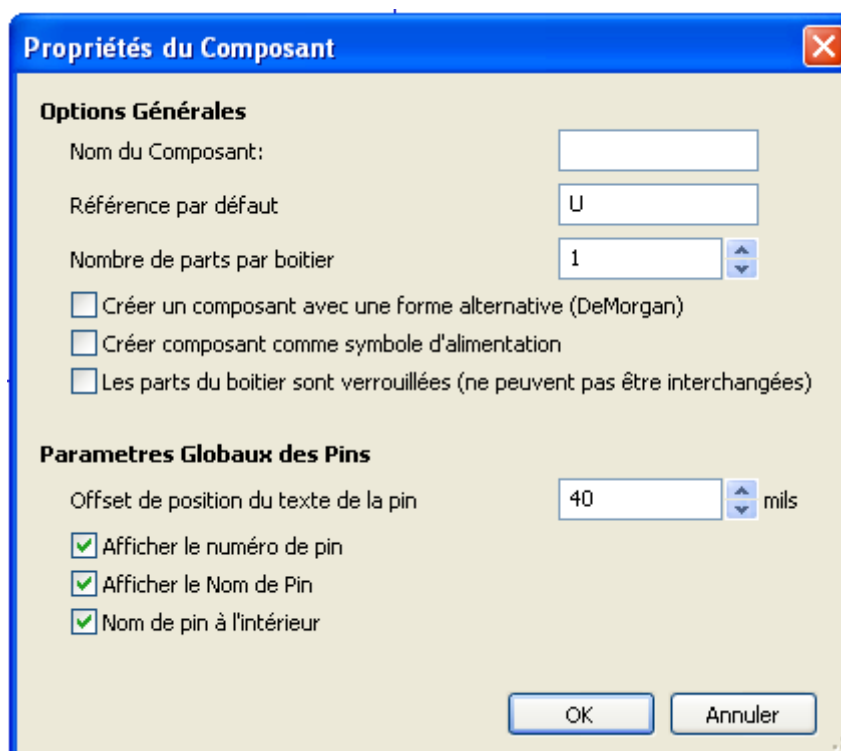 Propriétés du Composant
Options Générales
Nom du Composant:
Référence par défaut U
Nombre de parts par boitier 1
Créer un composant avec une forme alternative (DeMorgan)
Créer composant comme symbole d'alimentation
Les parts du boitier sont verrouillées (ne peuvent pas être interchangées)
Parametres Globaux des Pins
Offset de position du texte de la pin 40 mils
Afficher le numéro de pin
Afficher le Nom de Pin
Nom de pin à l'intérieur
OK Annuler